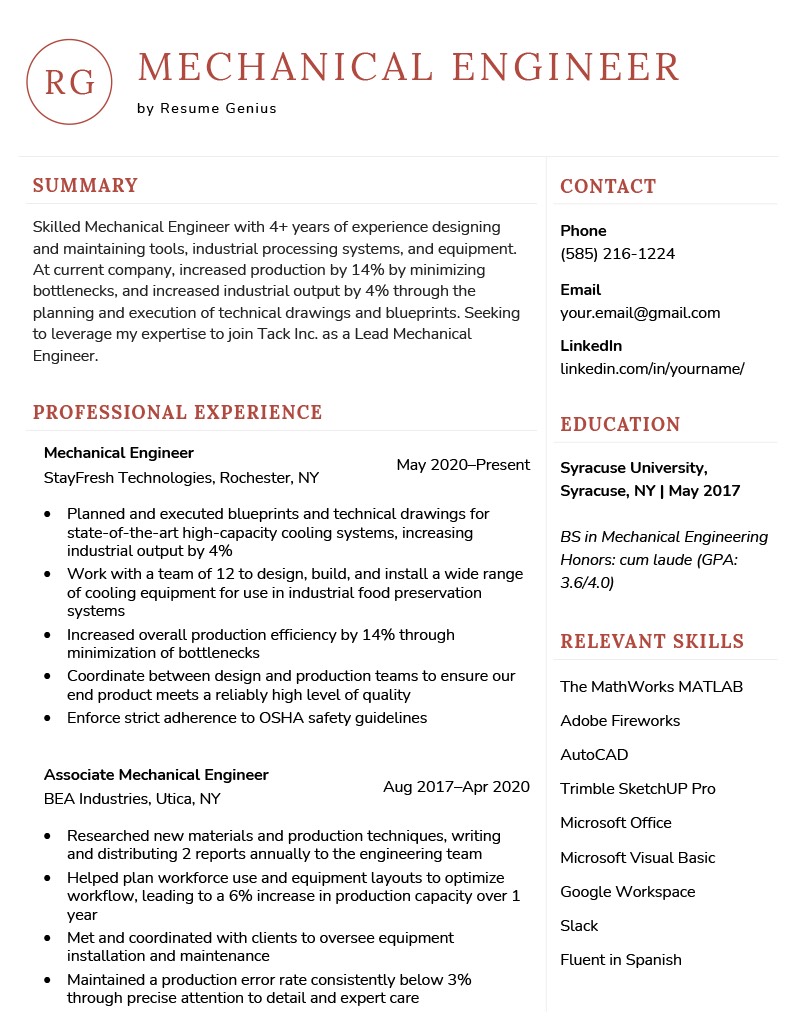 RG
MECHANICAL ENGINEER
by Resume Genius
SUMMARY
Skilled Mechanical Engineer with 4+ years of experience designing
and maintaining tools, industrial processing systems, and equipment.
At current company, increased production by 14% by minimizing
bottlenecks, and increased industrial output by 4% through the
planning and execution of technical drawings and blueprints. Seeking
to leverage my expertise to join Tack Inc. as a Lead Mechanical
Engineer.
PROFESSIONAL EXPERIENCE
Mechanical Engineer
May 2020–Present
StayFresh Technologies, Rochester, NY
• Planned and executed blueprints and technical drawings for
state-of-the-art high-capacity cooling systems, increasing
industrial output by 4%
• Work with a team of 12 to design, build, and install a wide range
of cooling equipment for use in industrial food preservation
systems
• Increased overall production efficiency by 14% through
minimization of bottlenecks
• Coordinate between design and production teams to ensure our
end product meets a reliably high level of quality
• Enforce strict adherence to OSHA safety guidelines
Associate Mechanical Engineer
Aug 2017–Apr 2020
BEA Industries, Utica, NY
• Researched new materials and production techniques, writing
and distributing 2 reports annually to the engineering team
• Helped plan workforce use and equipment layouts to optimize
workflow, leading to a 6% increase in production capacity over 1
year
• Met and coordinated with clients to oversee equipment
installation and maintenance
• Maintained a production error rate consistently below 3%
through precise attention to detail and expert care
CONTACT
Phone
(585) 216-1224
Email
your.email@gmail.com
LinkedIn
linkedin.com/in/yourname/
EDUCATION
Syracuse University,
Syracuse, NY | May 2017
BS in Mechanical Engineering
Honors: cum laude (GPA:
3.6/4.0)
RELEVANT SKILLS
The MathWorks MATLAB
Adobe Fireworks
AutoCAD
Trimble SketchUP Pro
Microsoft Office
Microsoft Visual Basic
Google Workspace
Slack
Fluent in Spanish